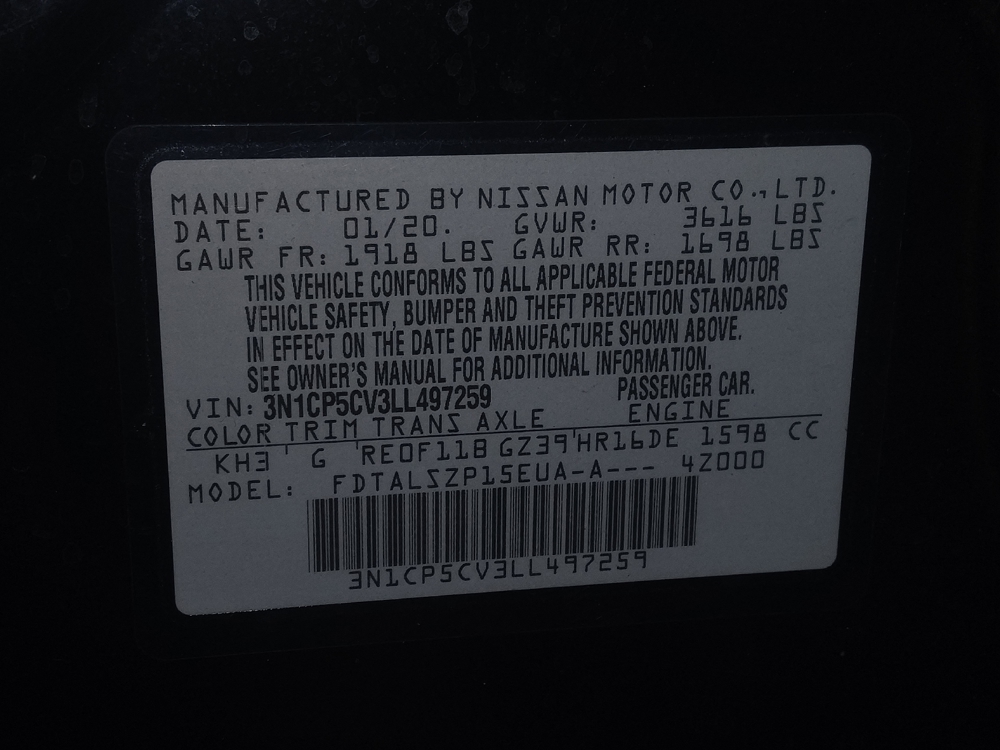 MANUFACTURED BY NISSAN MOTOR CO.,LTD.
DATE: 01/20. GVWR: 3616 LBS
GAWR FR: 1918 LBS GAWR RR: 1698 LBS
THIS VEHICLE CONFORMS TO ALL APPLICABLE FEDERAL MOTOR
VEHICLE SAFETY, BUMPER AND THEFT PREVENTION STANDARDS
IN EFFECT ON THE DATE OF MANUFACTURE SHOWN ABOVE.
SEE OWNER'S MANUAL FOR ADDITIONAL INFORMATION.
VIN: 3N1CP5CV3LL497259 PASSENGER CAR.
COLOR TRIM TRANS AXLE ENGINE
KH3 ' G 'RE0F11B GZ39'HR16DE 1598 CC
MODEL: FDTALSZP15EUA-A--- 4Z000
3N1CP5CV3LL497259